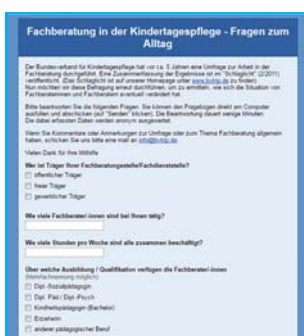 Fachberatung in der Kindertagespflege - Fragen zum
Alltag
Der Bundesverband für Kindertagespflege hat vor ca. 5 Jahren eine Umfrage zur Arbeit in der
Fachberatung durchgeführt. Eine Zusammenfassung der Ergebnisse ist im "Schlaglicht" (2/2011)
veröffentlicht. (Das Schlaglicht ist auf unserer Homepage unter www.bvktp.de zu finden)
Nun möchten wir diese Befragung erneut durchführen, um zu ermitteln, wie sich die Situation von
Fachberaterinnen und Fachberatern eventuell verändert hat.
Bitte beantworten Sie die folgenden Fragen. Sie können den Fragebogen direkt am Computer
ausfüllen und abschicken (auf "Senden" klicken). Die Beantwortung dauert wenige Minuten.
Die dabei erfassten Daten werden anonym ausgewertet.
Wenn Sie Kommentare oder Anmerkungen zur Umfrage oder zum Thema Fachberatung allgemein
haben, schicken Sie uns bitte eine mail an info@bvktp.de
Vielen Dank für Ihre Mithilfe
Wer ist Träger Ihrer Fachberatungsstelle/Fachdienststelle?
öffentlicher Träger
freier Träger
gewerblicher Träger
Wie viele Fachberater/-innen sind bei Ihnen tätig?
Wie viele Stunden pro Woche sind alle zusammen beschäftigt?
Über welche Ausbildung / Qualifikation verfügen die Fachberater/-innen
(Mehrfachnennung möglich)
Dipl.-Sozialpädagogin
Dipl. Päd / Dipl.-Psych
Kindheitspädagogin (Bachelor)
Erzieherin
anderer pädagogischer Beruf